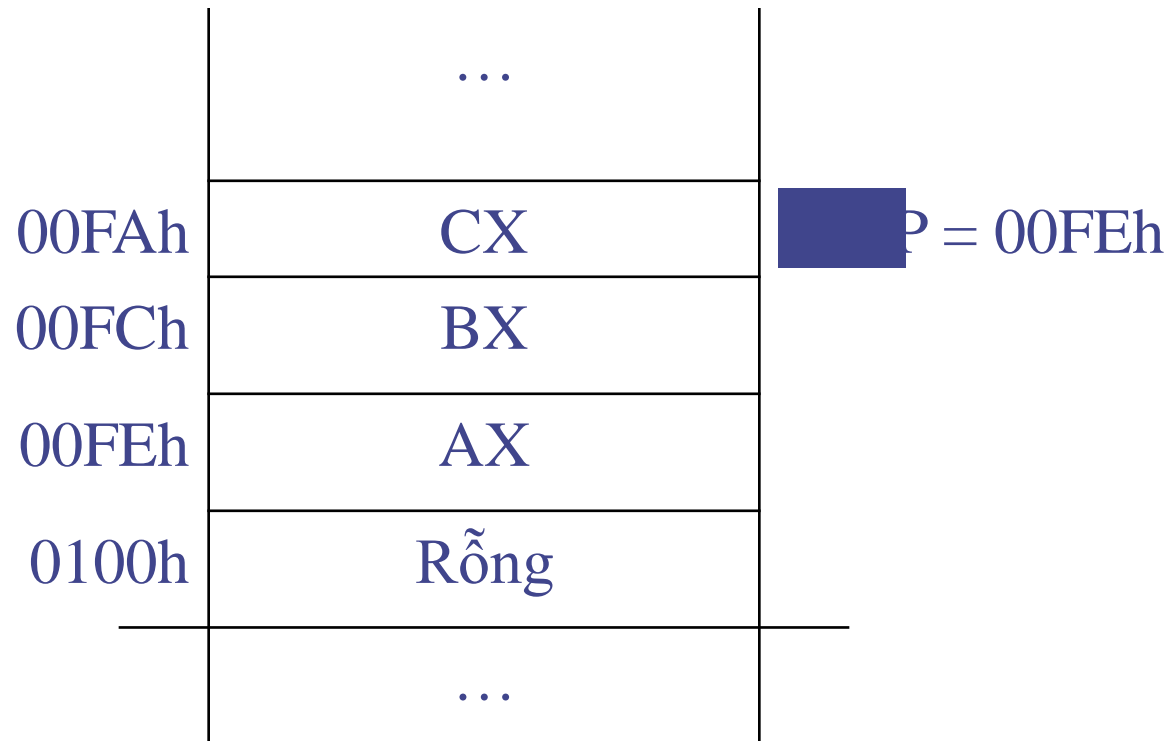 …
00FAh CX P = 00FEh
00FCh BX
00FEh AX
0100h Rỗng
…